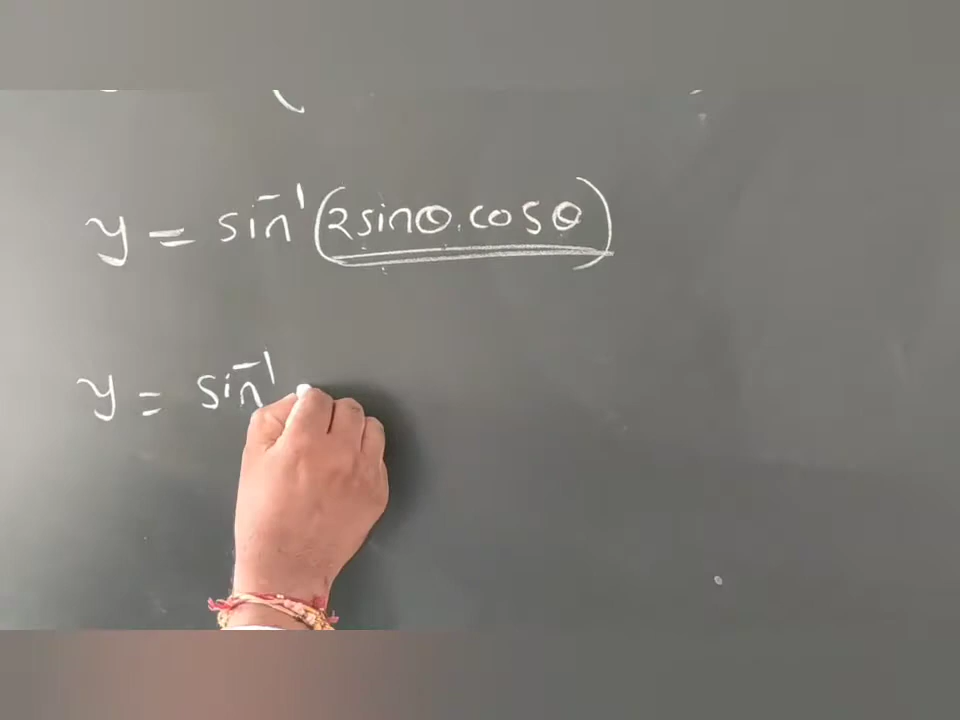 y = sin⁻¹(2sinθ.cosθ)
y = sin⁻¹